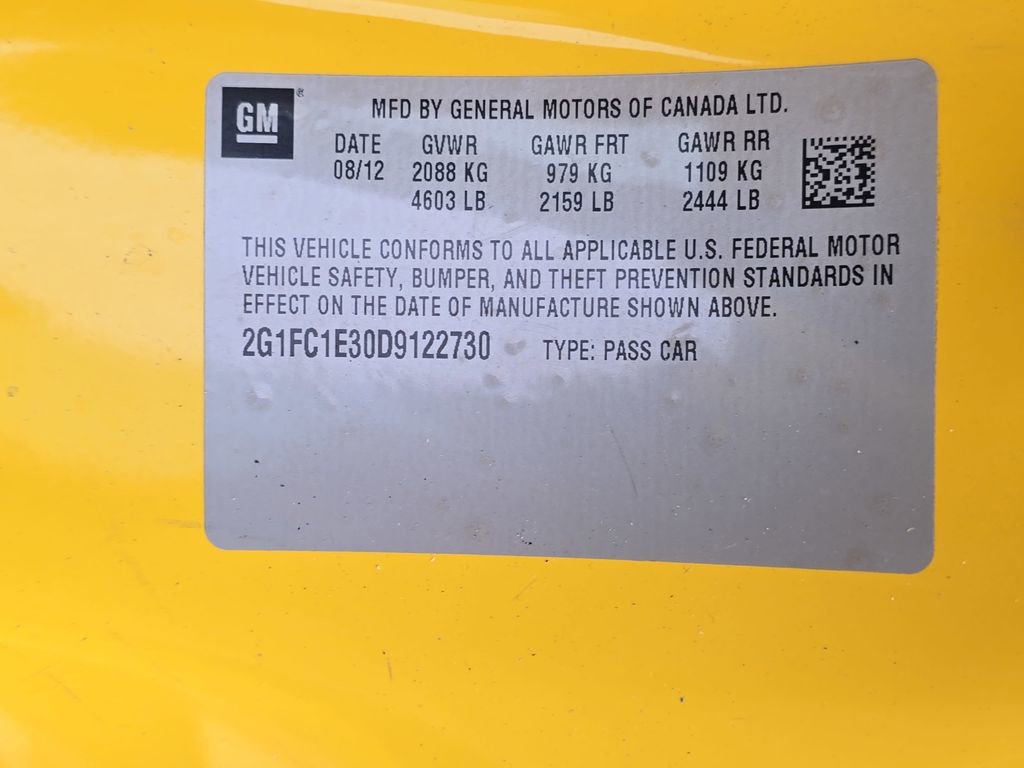 GM®
MFD BY GENERAL MOTORS OF CANADA LTD.
DATE GVWR GAWR FRT GAWR RR
08/12 2088 KG 979 KG 1109 KG
4603 LB 2159 LB 2444 LB
THIS VEHICLE CONFORMS TO ALL APPLICABLE U.S. FEDERAL MOTOR
VEHICLE SAFETY, BUMPER, AND THEFT PREVENTION STANDARDS IN
EFFECT ON THE DATE OF MANUFACTURE SHOWN ABOVE.
2G1FC1E30D9122730 TYPE: PASS CAR